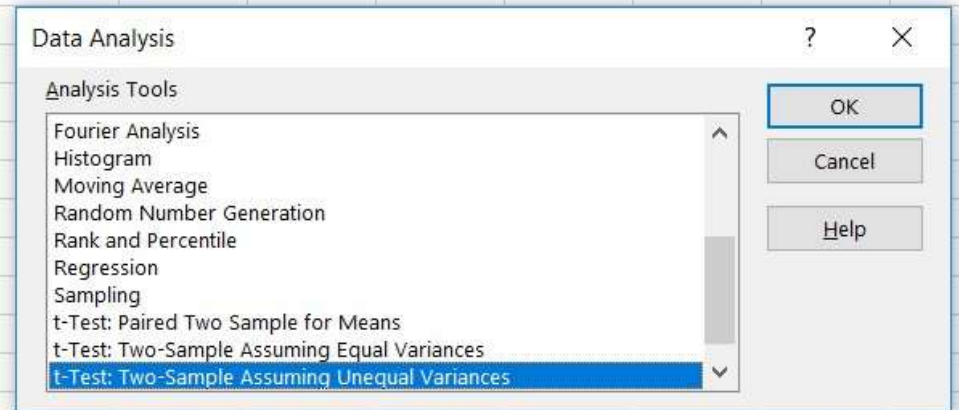 Data Analysis
?
Analysis Tools
Fourier Analysis
Histogram
Moving Average
Random Number Generation
Rank and Percentile
Regression
Sampling
t-Test: Paired Two Sample for Means
t-Test: Two-Sample Assuming Equal Variances
t-Test: Two-Sample Assuming Unequal Variances
OK
Cancel
Help